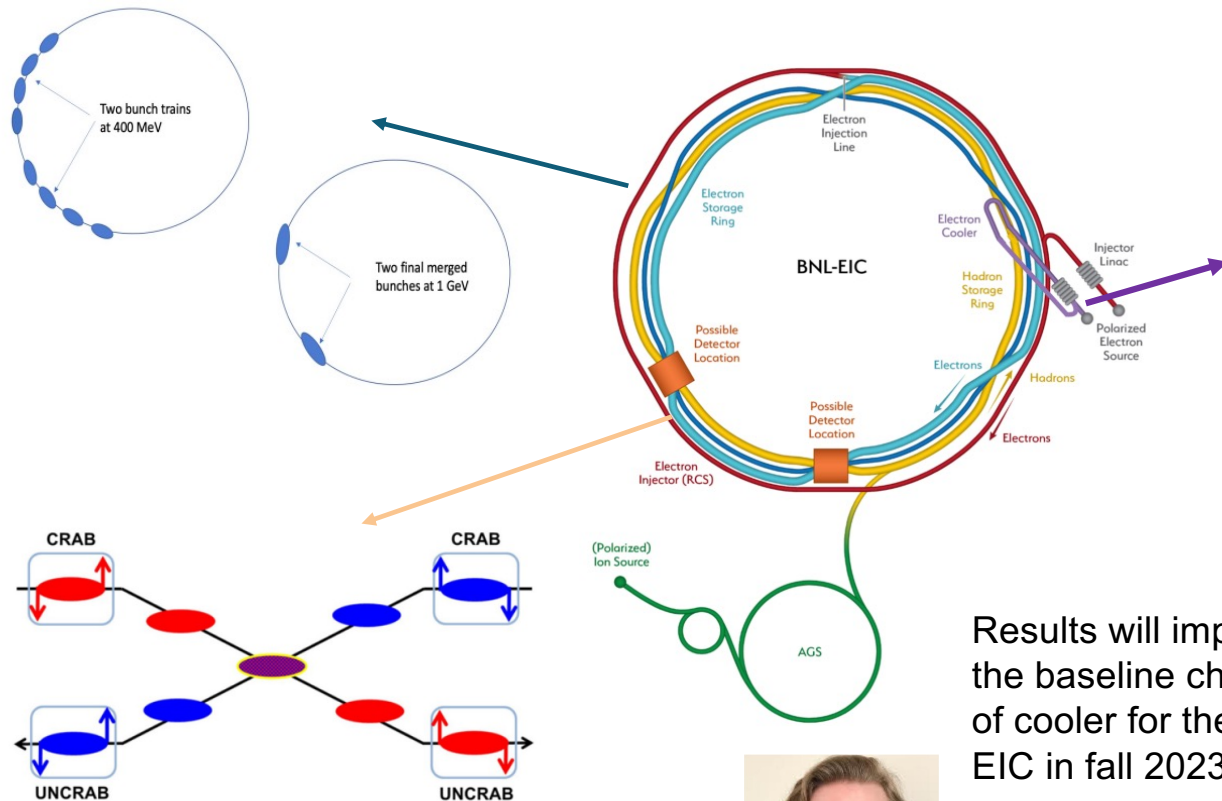 Two bunch trains
at 400 MeV
Two final merged
bunches at 1 GeV
Electron
Injection
Line
Electron
Storage
Ring
Electron
Cooler
Injector
Linac
BNL-EIC
Hadron
Storage
Ring
Polarized
Electron
Source
Possible
Detector
Location
Electrons
Hadrons
Possible
Detector
Location
Electrons
Electron
Injector (RCS)
CRAB
CRAB
(Polarized)
Ion Source
AGS
UNCRAB
UNCRAB
Results will imp
the baseline ch
of cooler for the
EIC in fall 2023